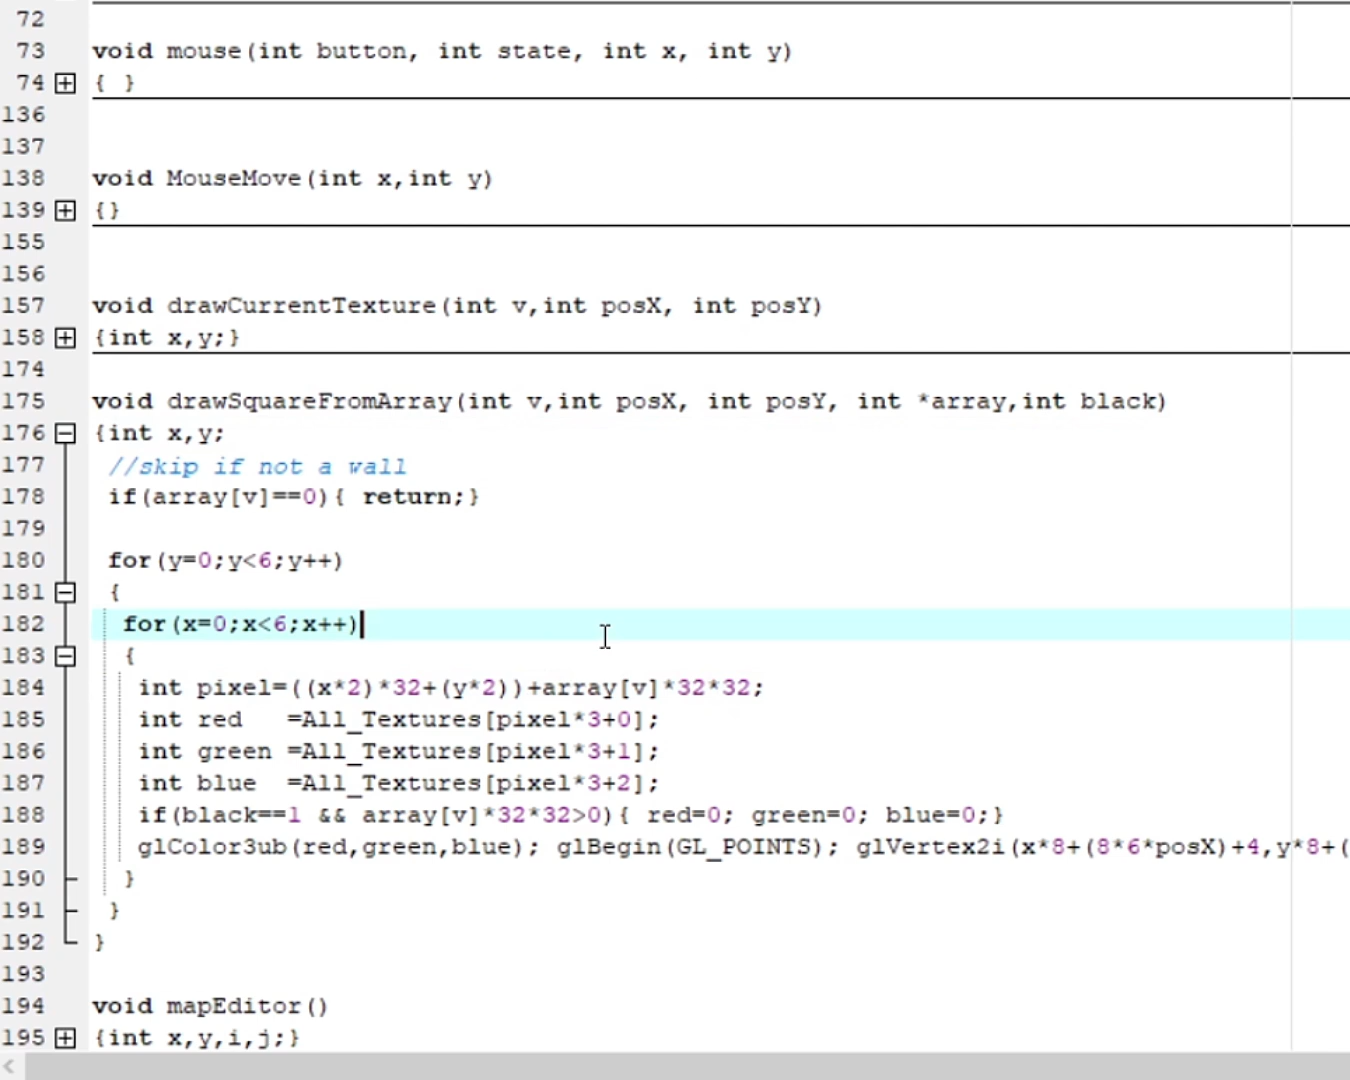 72
73 void mouse(int button, int state, int x, int y)
74 { }
136
137
138 void MouseMove(int x,int y)
139 {}
155
156
157 void drawCurrentTexture(int v,int posX, int posY)
158 {int x,y;}
174
175 void drawSquareFromArray(int v,int posX, int posY, int *array,int black)
176 {int x,y;
177 //skip if not a wall
178 if(array[v]==0){ return;}
179
180 for(y=0;y<6;y++)
181 {
182 for(x=0;x<6;x++)
183 {
184 int pixel=((x*2)*32+(y*2))+array[v]*32*32;
185 int red   =All_Textures[pixel*3+0];
186 int green =All_Textures[pixel*3+1];
187 int blue  =All_Textures[pixel*3+2];
188 if(black==1 && array[v]*32*32>0){ red=0; green=0; blue=0;}
189 glColor3ub(red,green,blue); glBegin(GL_POINTS); glVertex2i(x*8+(8*6*posX)+4,y*8+(
190 }
191 }
192 }
193
194 void mapEditor()
195 {int x,y,i,j;}